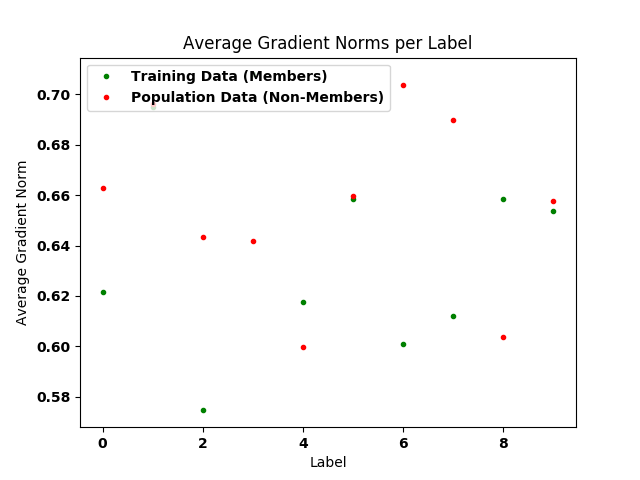 Average Gradient Norms per Label
Training Data (Members)
Population Data (Non-Members)
0.70
0.68
0.66
0.64
0.62
0.60
0.58
Average Gradient Norm
0 2 4 6 8
Label